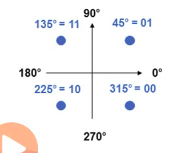 90°
135° = 11 45° = 01
180° 0°
225° = 10 315° = 00
270°